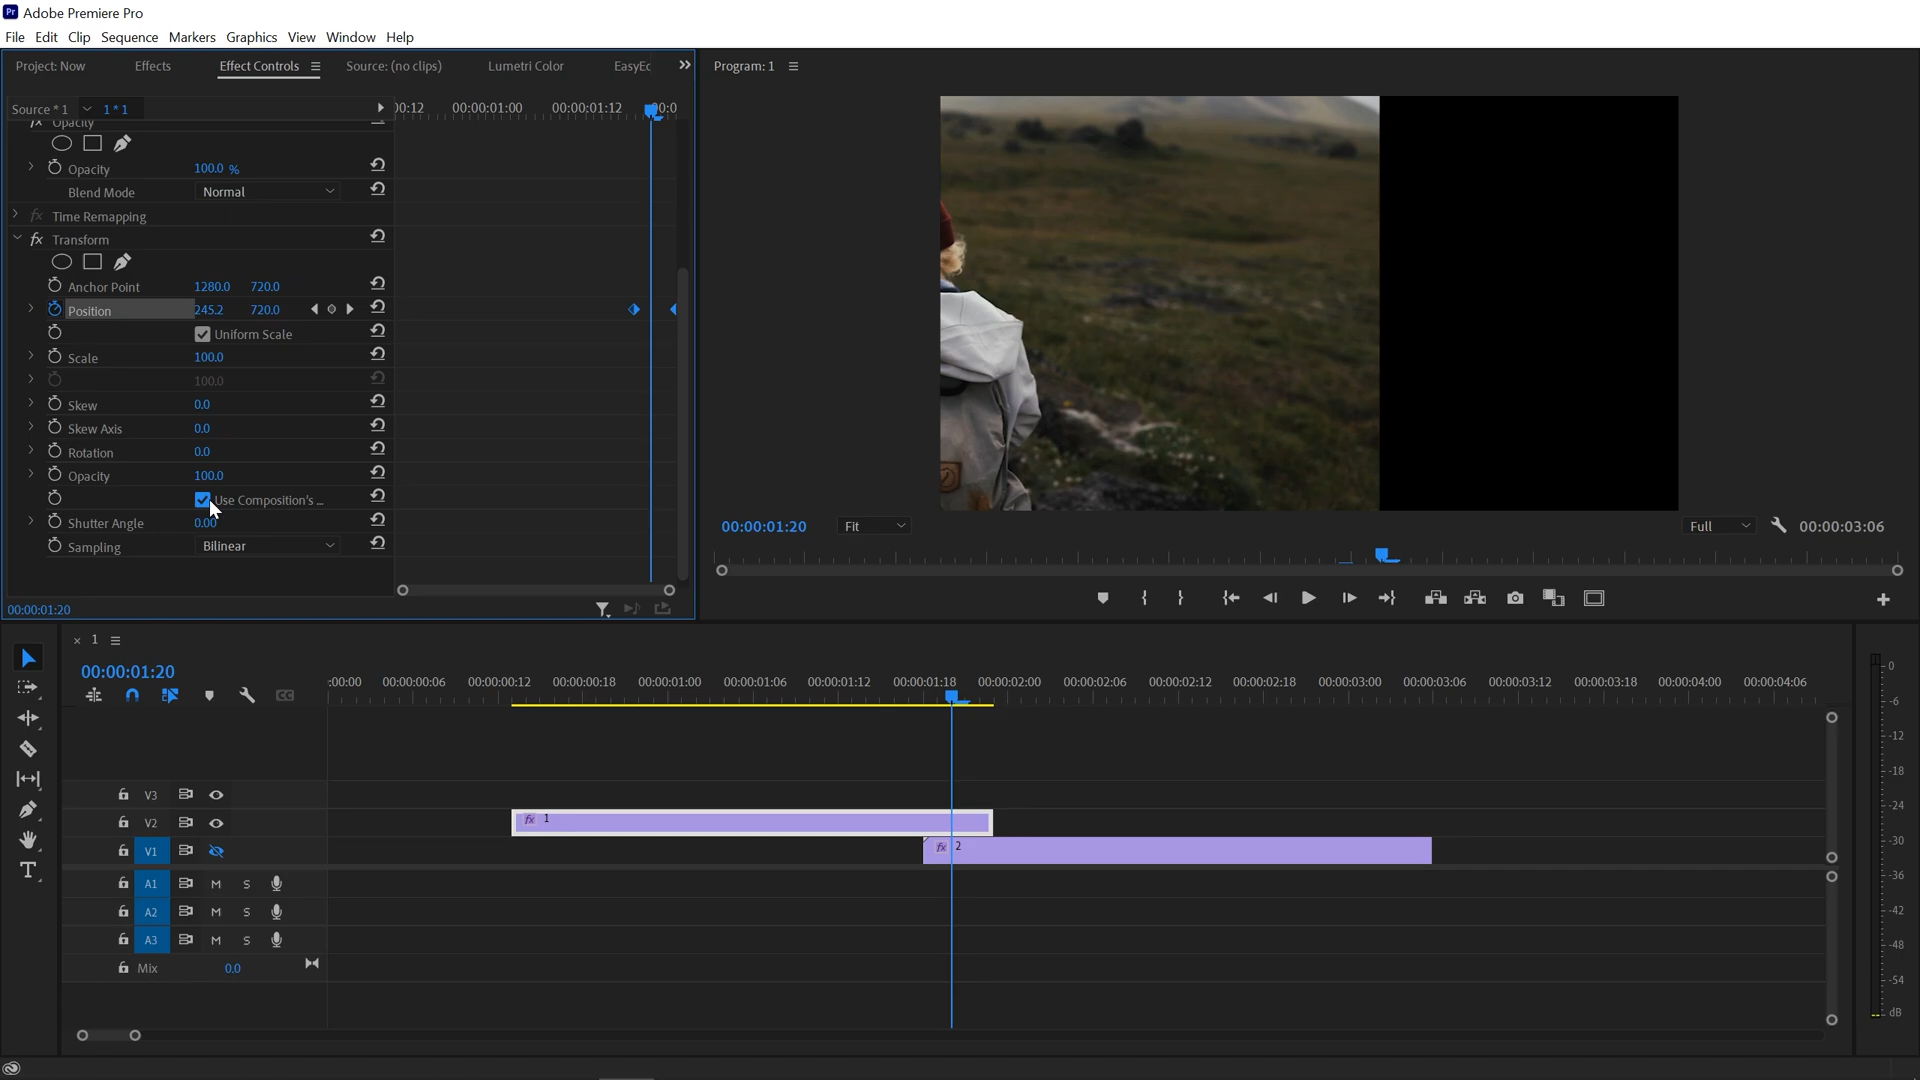 Pr Adobe Premiere Pro
File Edit Clip Sequence Markers Graphics View Window Help
Project: Now Effects Effect Controls Source: (no clips) Lumetri Color
Program: 1
Source * 1 1 * 1 00:00:01:00 00:00:01:12
fx Opacity
Opacity 100.0 %
Blend Mode Normal
fx Time Remapping
fx Transform
Anchor Point 1280.0 720.0
Position 245.2 720.0
Uniform Scale
Scale 100.0
100.0
Skew 0.0
Skew Axis 0.0
Rotation 0.0
Opacity 100.0
Use Composition's ...
Shutter Angle 0.00
Sampling Bilinear
00:00:01:20
00:00:01:20 Fit Full 00:00:03:06
× 1
00:00:01:20
:00:00 00:00:00:06 00:00:00:12 00:00:00:18 00:00:01:00 00:00:01:06 00:00:01:12 00:00:01:18 00:00:02:00 00:00:02:06 00:00:02:12 00:00:02:18 00:00:03:00 00:00:03:06 00:00:03:12 00:00:03:18 00:00:04:00 00:00:04:06
V3
V2 fx 1
V1 fx 2
A1 M S
A2 M S
A3 M S
Mix 0.0
0
-6
-12
-18
-24
-30
-36
-42
-48
-54
dB